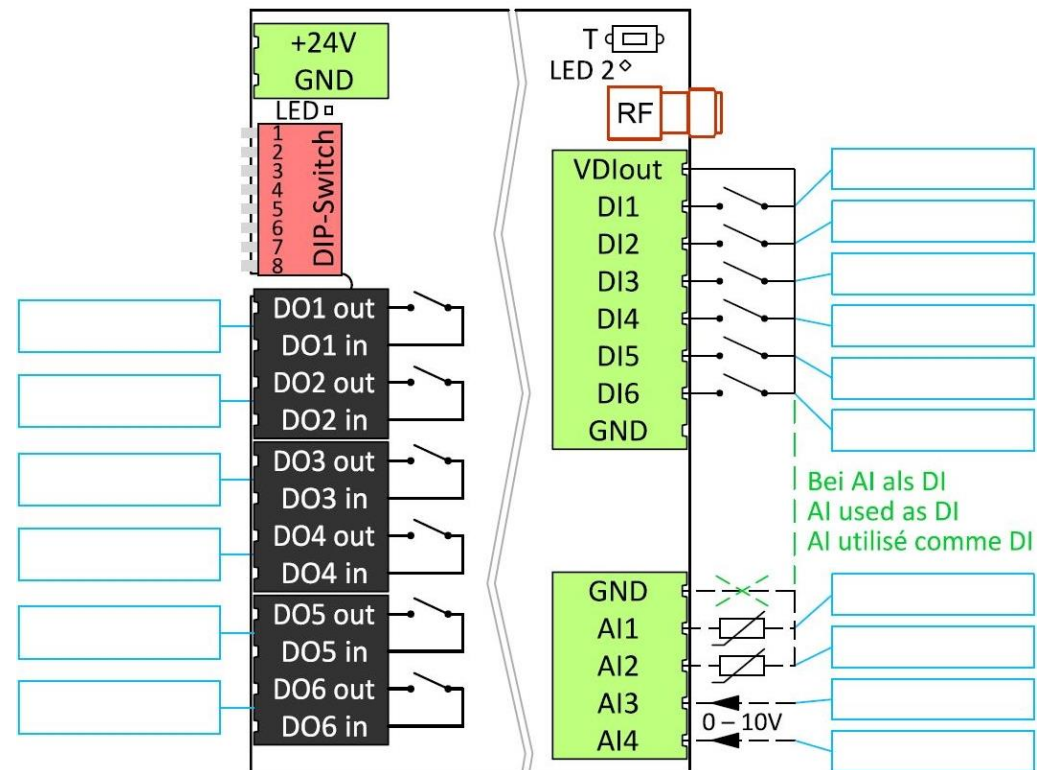 +24V
GND
LED
1
2
3
4
5
6
7
8
DIP-Switch
DO1 out
DO1 in
DO2 out
DO2 in
DO3 out
DO3 in
DO4 out
DO4 in
DO5 out
DO5 in
DO6 out
DO6 in
T
LED 2
RF
VDIout
DI1
DI2
DI3
DI4
DI5
DI6
GND
Bei AI als DI
AI used as DI
AI utilisé comme DI
GND
AI1
AI2
AI3
0 – 10V
AI4